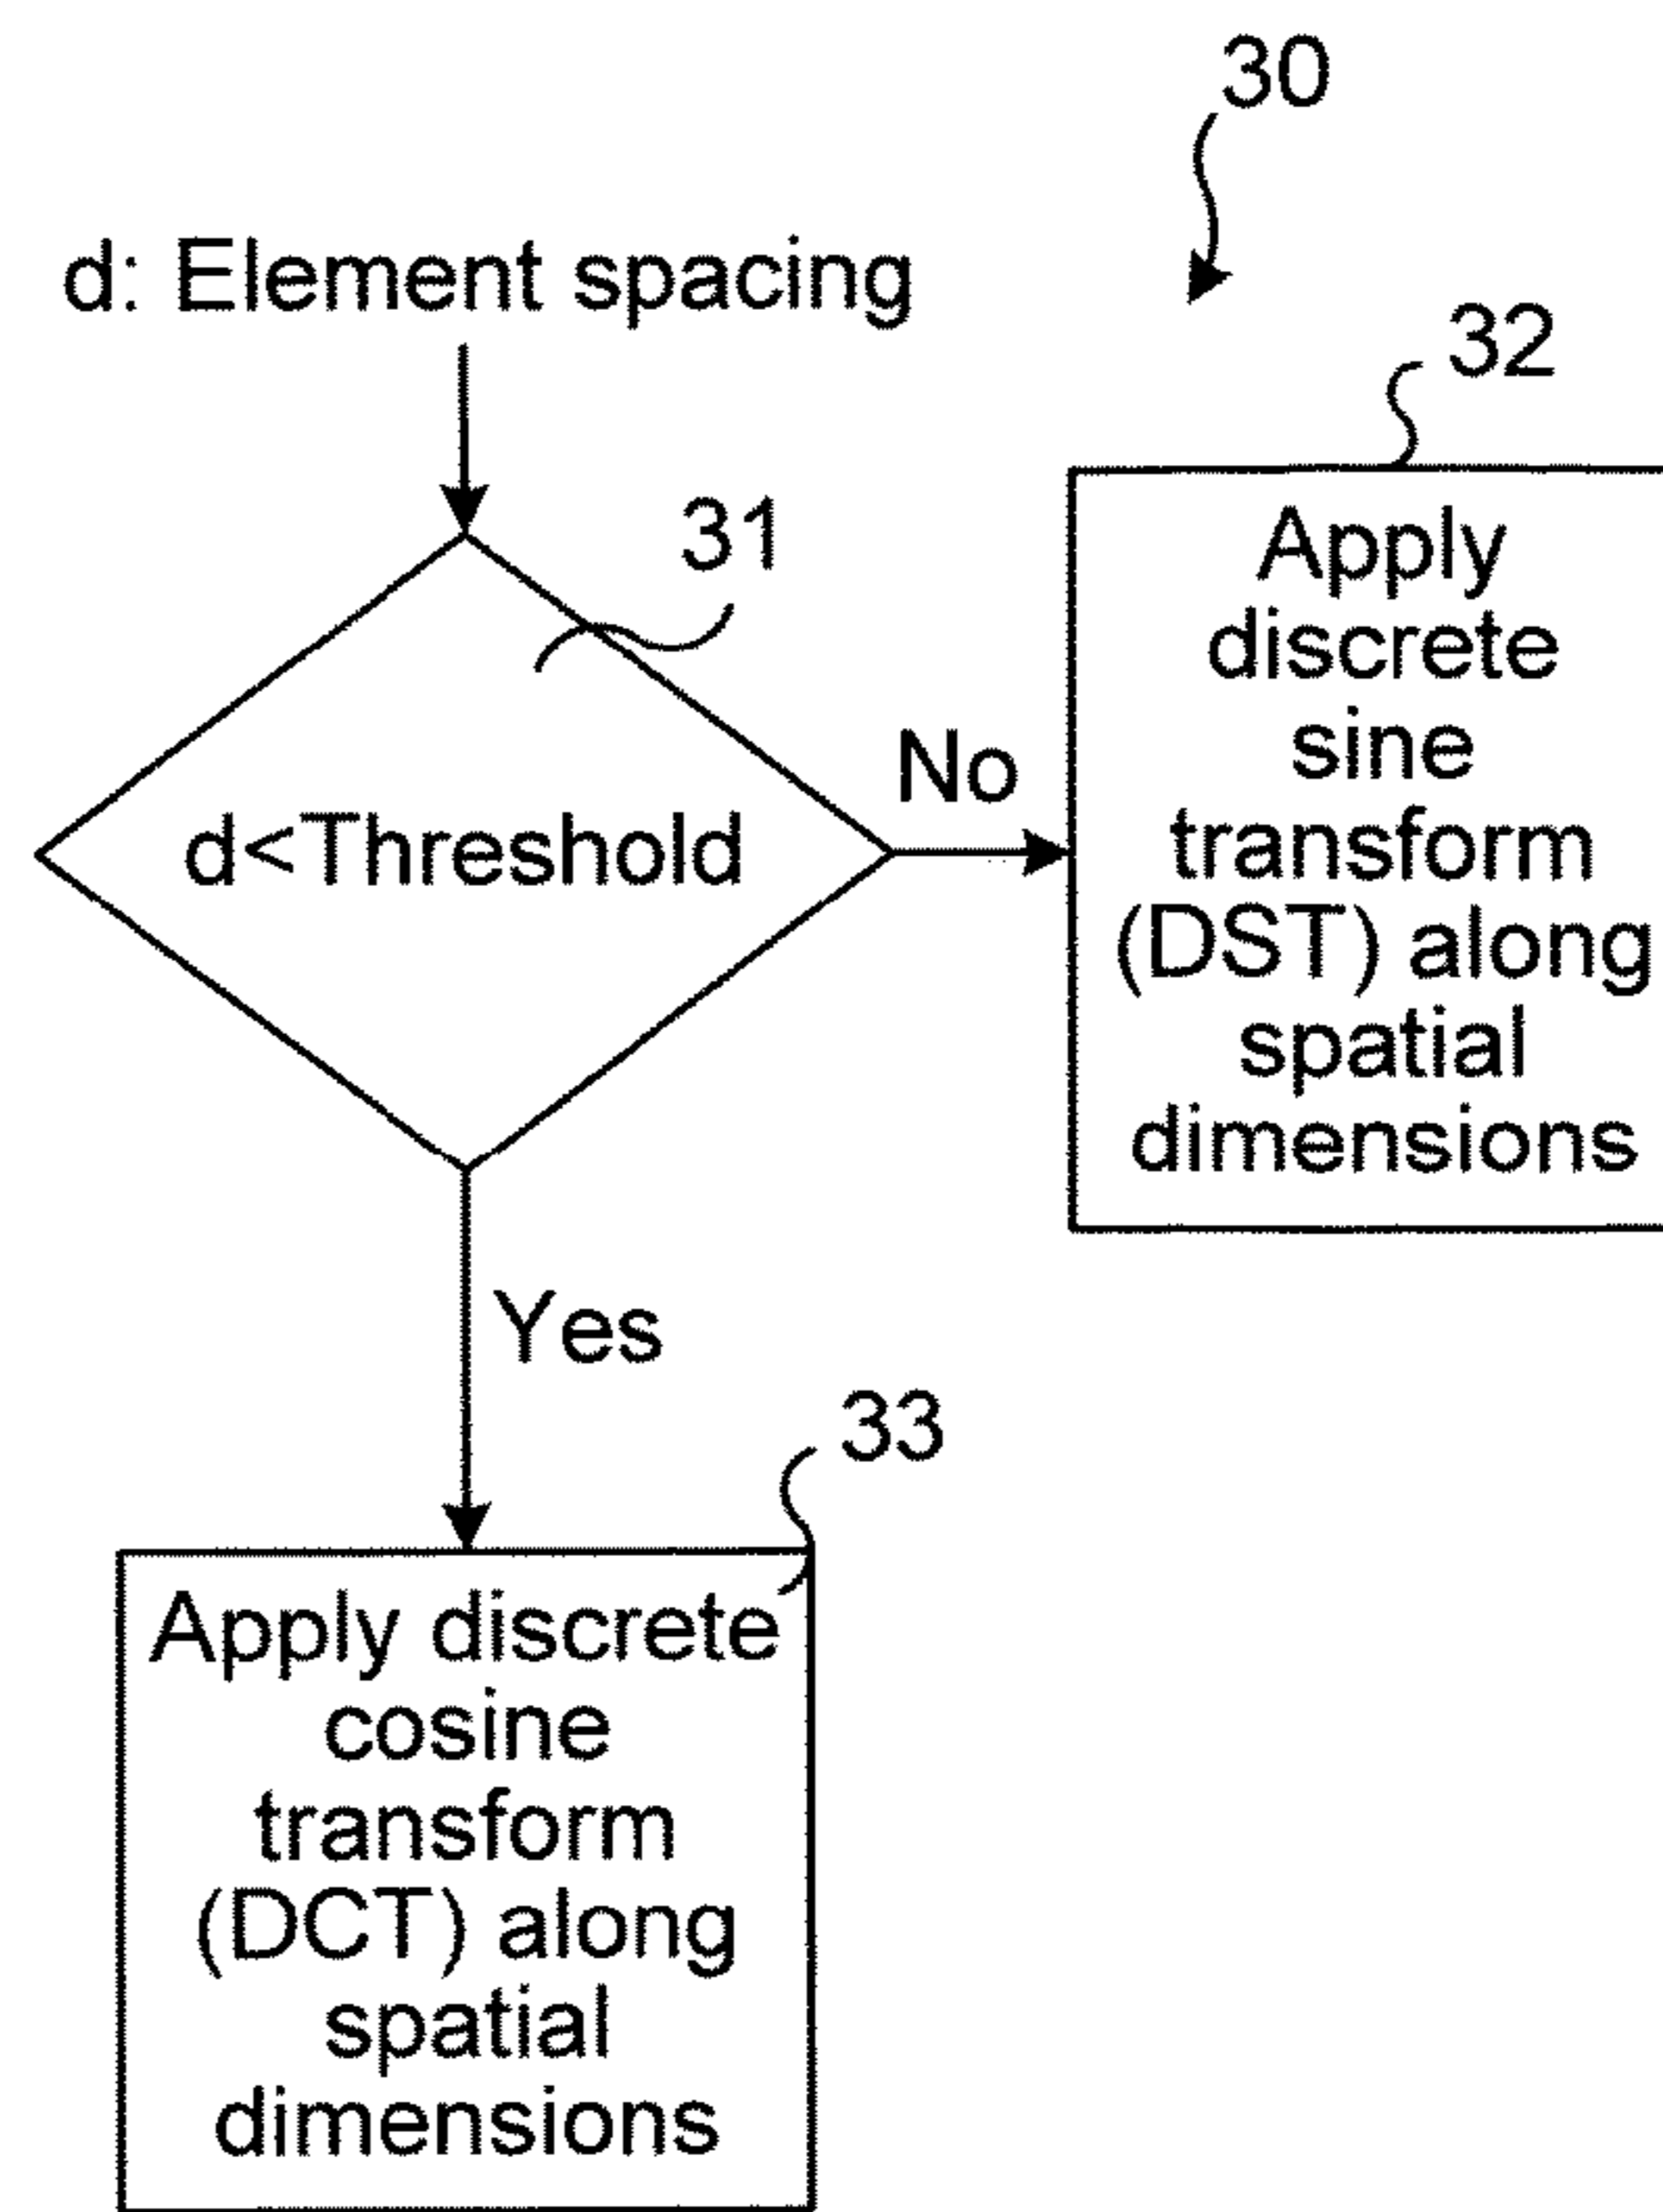 30
d: Element spacing
32
31
Apply
discrete
sine
transform
(DST) along
spatial
dimensions
No
d<Threshold
Yes
33
Apply discrete
cosine
transform
(DCT) along
spatial
dimensions